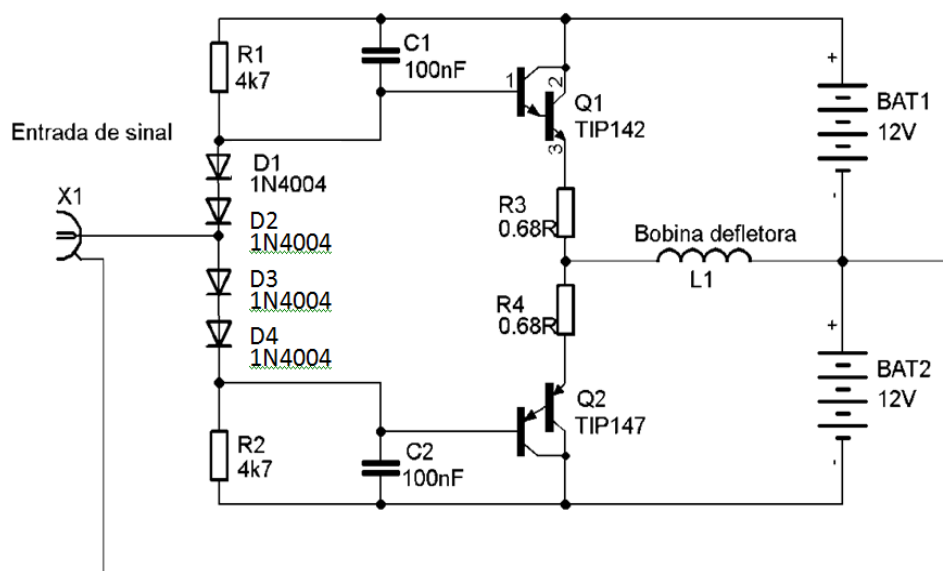 R1
4k7
C1
100nF
1
2
3
Q1
TIP142
+
BAT1
12V
-
Entrada de sinal
X1
D1
1N4004
D2
1N4004
D3
1N4004
D4
1N4004
R3
0.68R
Bobina defletora
L1
R4
0.68R
+
BAT2
12V
-
Q2
TIP147
R2
4k7
C2
100nF